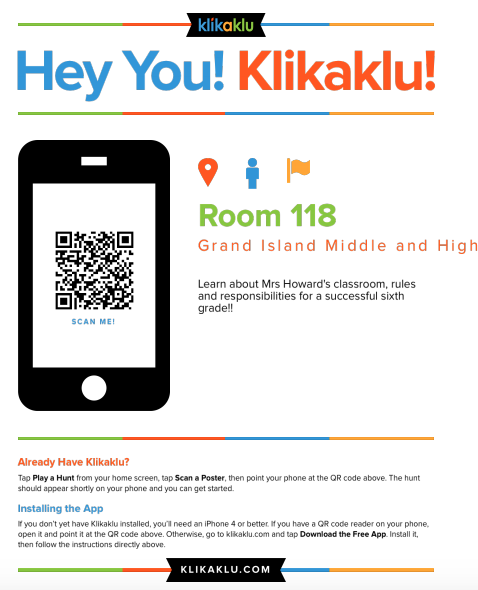 klikaklu
Hey You! Klikaklu!
Room 118
Grand Island Middle and High
Learn about Mrs Howard's classroom, rules
and responsibilities for a successful sixth
grade!!
SCAN ME!
Already Have Klikaklu?
Tap Play a Hunt from your home screen, tap Scan a Poster, then point your phone at the QR code above. The hunt
should appear shortly on your phone and you can get started.
Installing the App
If you don't yet have Klikaklu installed, you'll need an iPhone 4 or better. If you have a QR code reader on your phone,
open it and point it at the QR code above. Otherwise, go to klikaklu.com and tap Download the Free App. Install it,
then follow the instructions directly above.
KLIKAKLU.COM